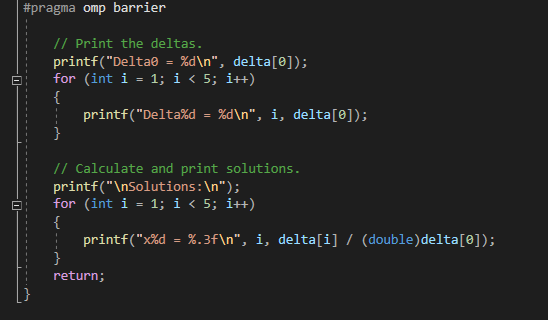 #pragma omp barrier
// Print the deltas.
printf("Delta0 = %d\n", delta[0]);
for (int i = 1; i < 5; i++)
{
printf("Delta%d = %d\n", i, delta[0]);
}
// Calculate and print solutions.
printf("\nSolutions:\n");
for (int i = 1; i < 5; i++)
{
printf("x%d = %.3f\n", i, delta[i] / (double)delta[0]);
}
return;
}